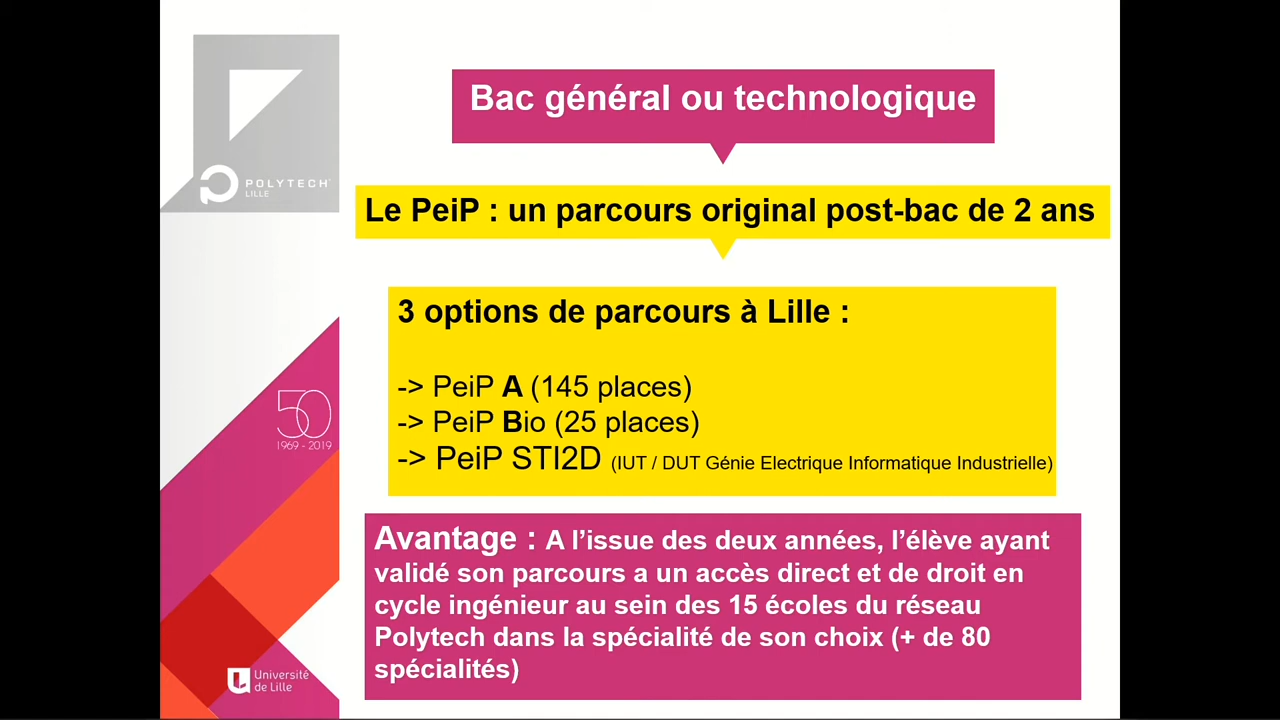 Bac général ou technologique
POLYTECH
LILLE
Le PeiP : un parcours original post-bac de 2 ans
3 options de parcours à Lille :
-> PeiP A (145 places)
-> PeiP Bio (25 places)
-> PeiP STI2D (IUT / DUT Génie Electrique Informatique Industrielle)
50
1969 - 2019
Avantage : A l’issue des deux années, l’élève ayant
validé son parcours a un accès direct et de droit en
cycle ingénieur au sein des 15 écoles du réseau
Polytech dans la spécialité de son choix (+ de 80
spécialités)
Université
de Lille